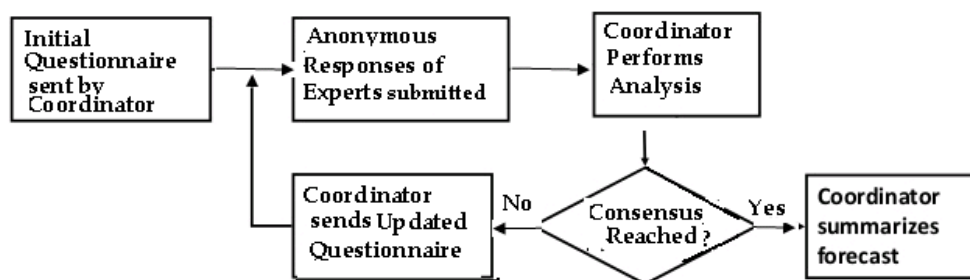 Initial
Questionnaire
sent by
Coordinator
Anonymous
Responses of
Experts submitted
Coordinator
Performs
Analysis
Coordinator
sends Updated
Questionnaire
No
Consensus
Reached?
Yes
Coordinator
summarizes
forecast